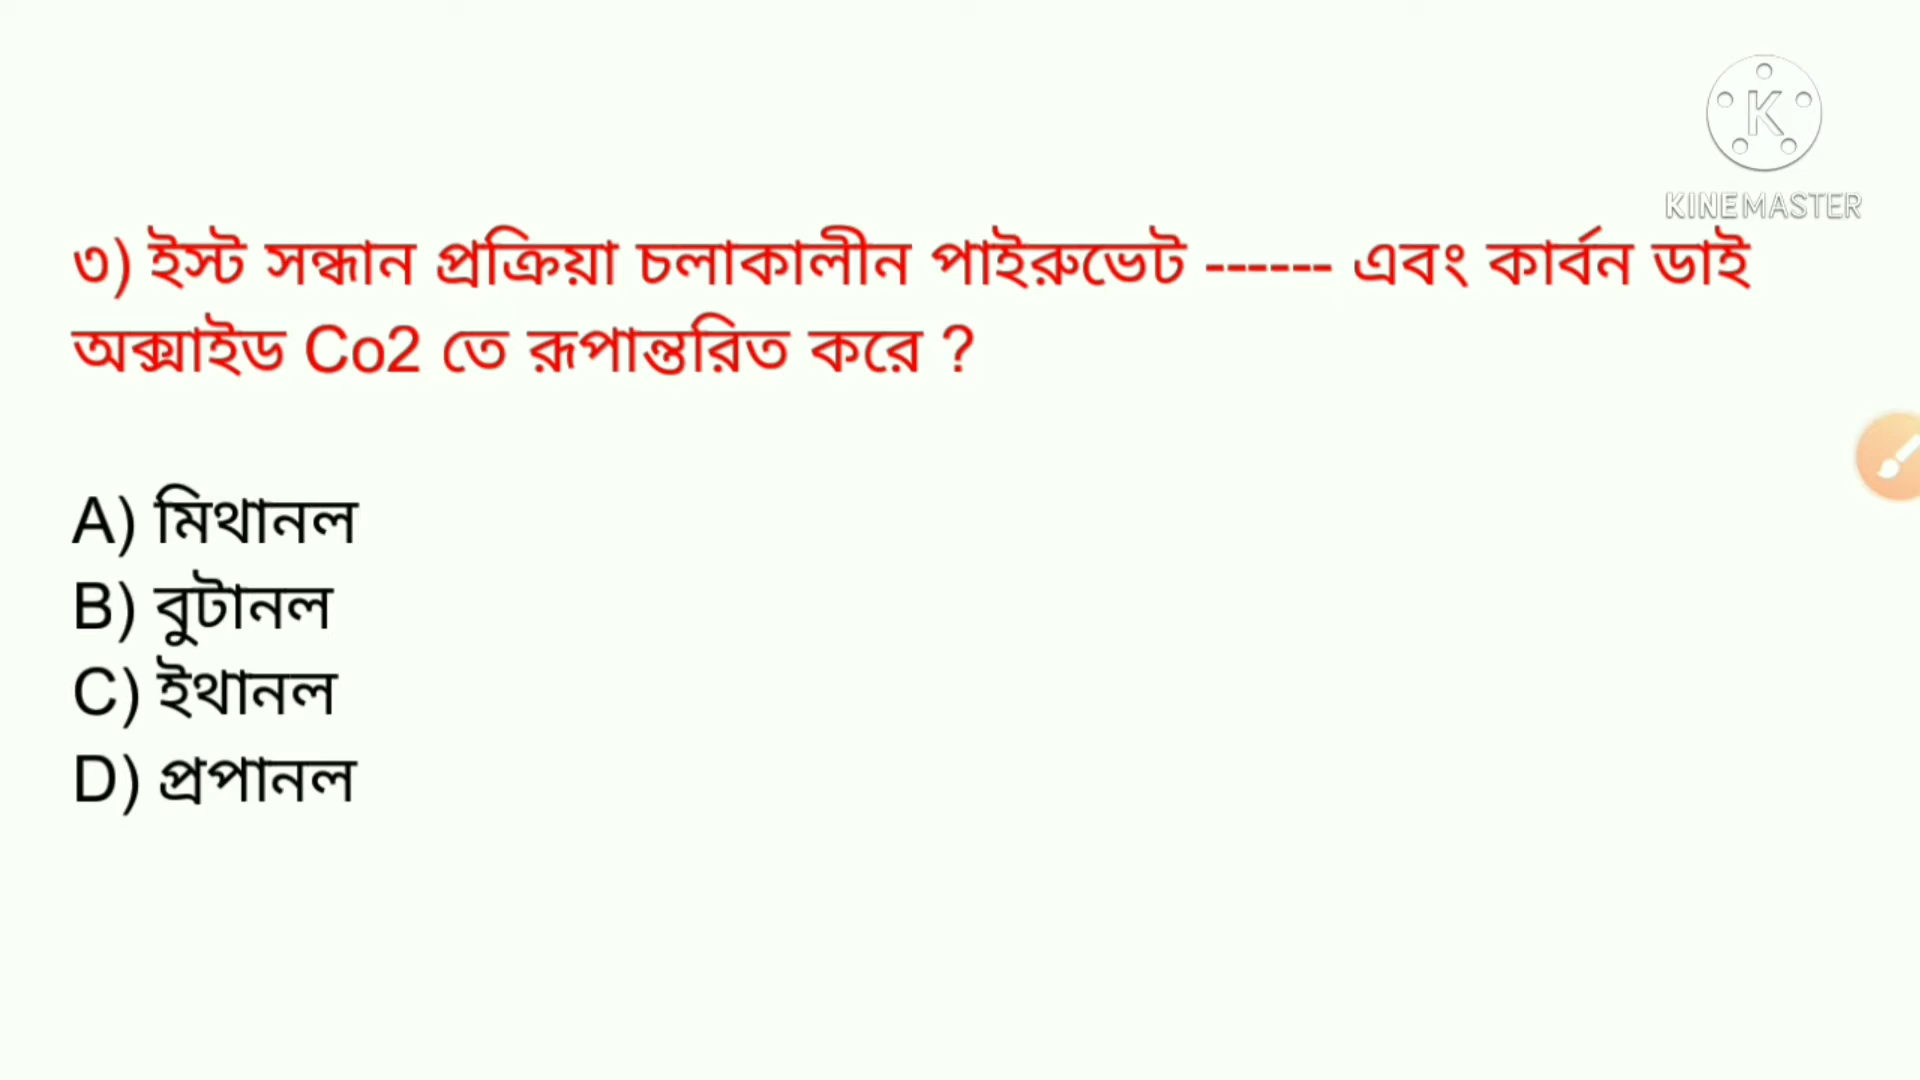 K
KINEMASTER
৩) ইস্ট সন্ধান প্রক্রিয়া চলাকালীন পাইরুভেট ------ এবং কার্বন ডাই
অক্সাইড Co2 তে রূপান্তরিত করে ?
A) মিথানল
B) বুটানল
C) ইথানল
D) প্রপানল